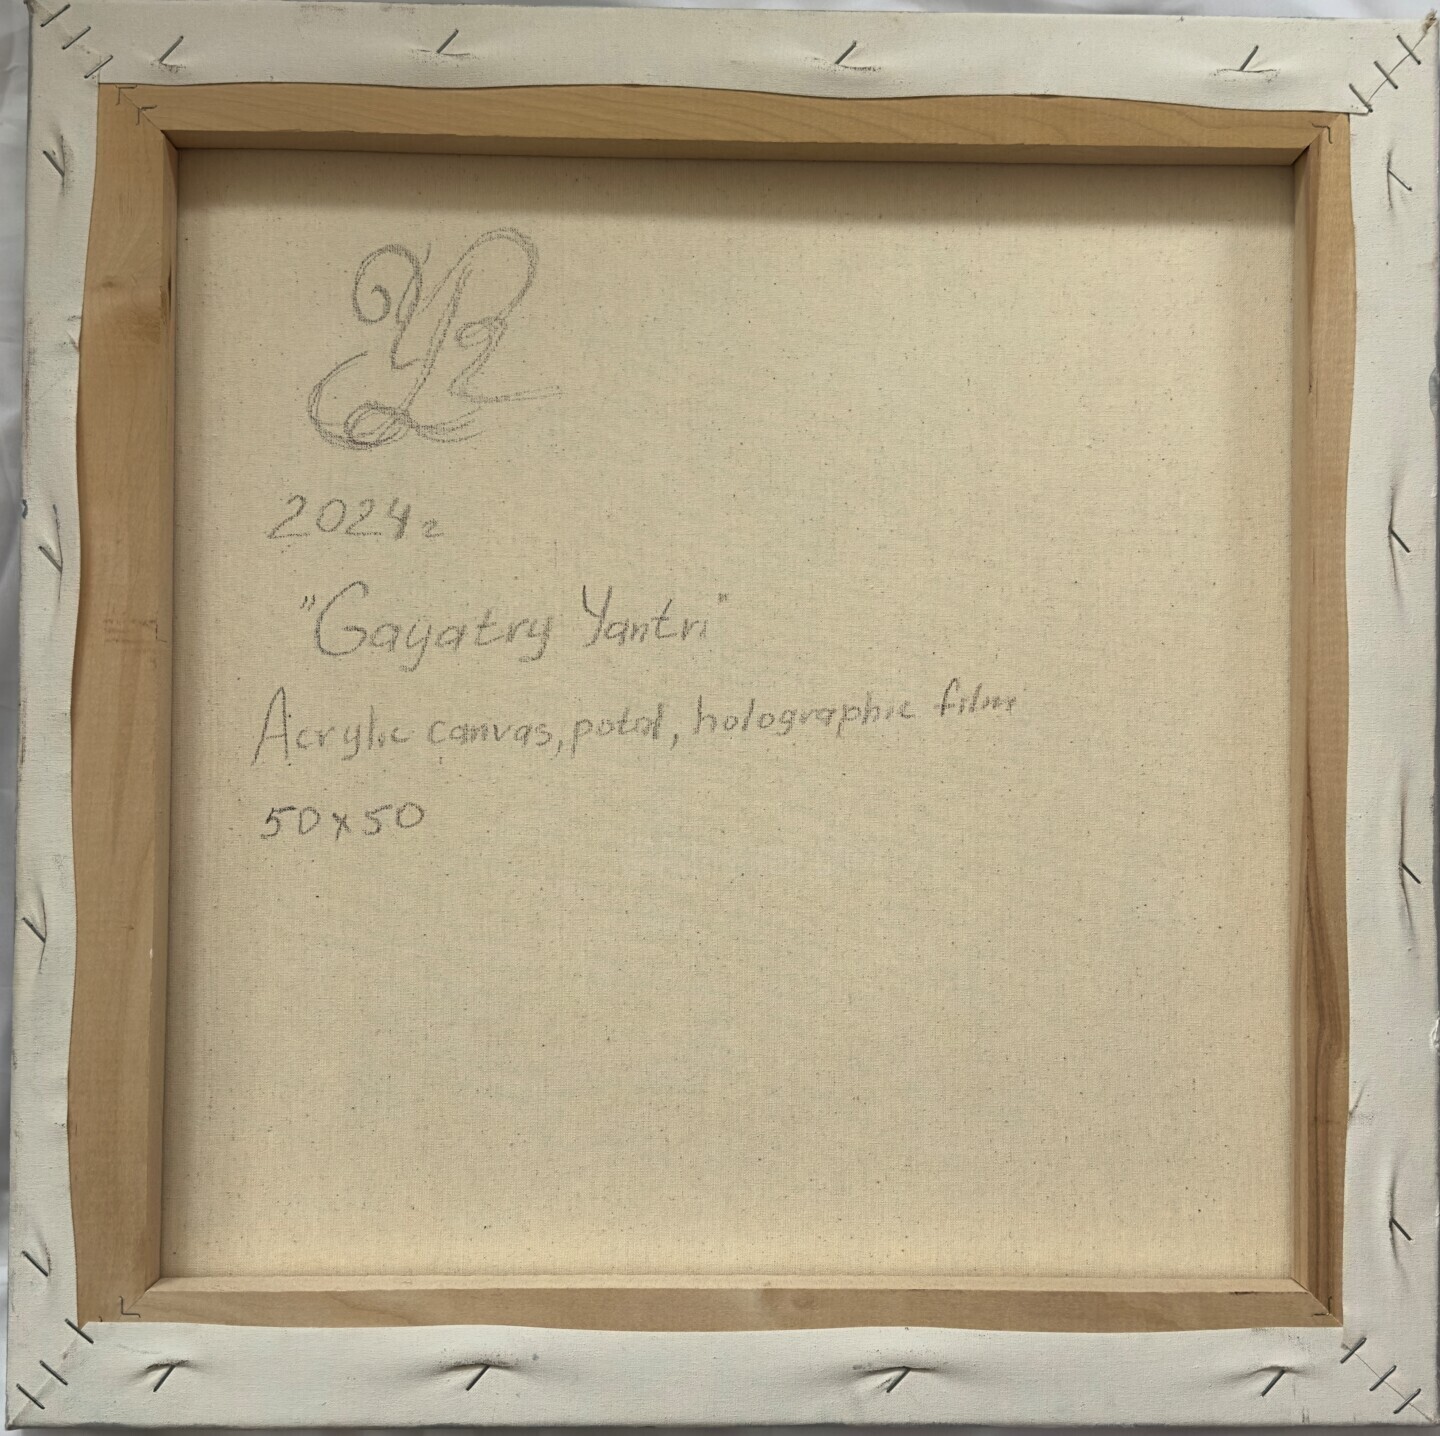 2024г
"Gayatry Yantri"
Acrylic canvas, potal, holographic film
50x50